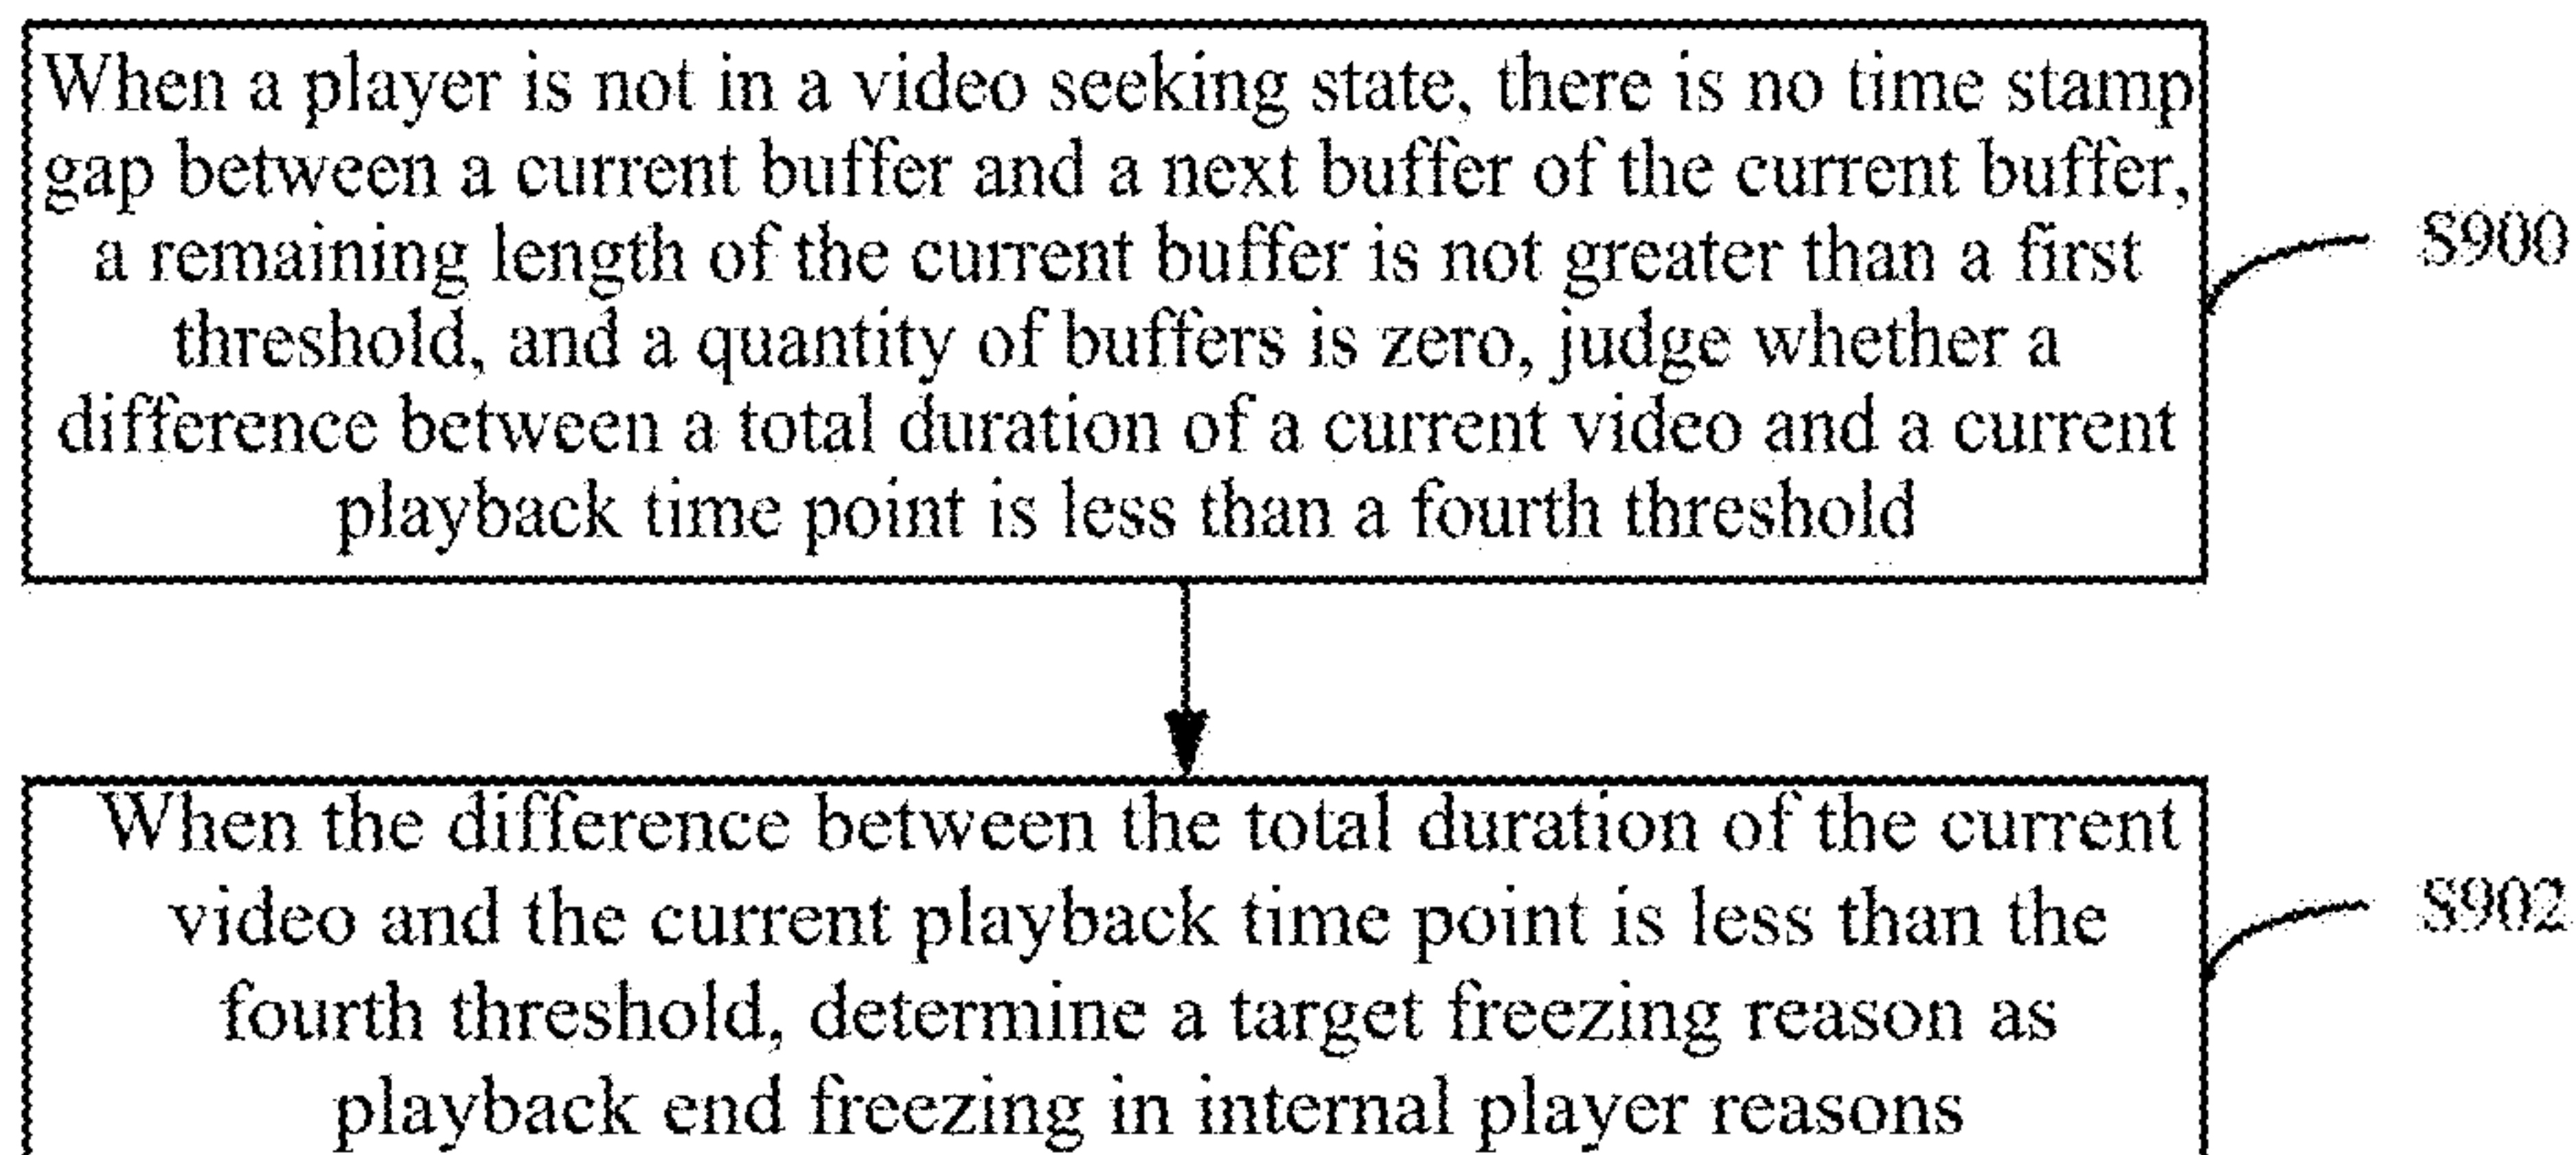 When a player is not in a video seeking state, there is no time stamp
gap between a current buffer and a next buffer of the current buffer,
a remaining length of the current buffer is not greater than a first
threshold, and a quantity of buffers is zero, judge whether a
difference between a total duration of a current video and a current
playback time point is less than a fourth threshold
S900
When the difference between the total duration of the current
video and the current playback time point is less than the
fourth threshold, determine a target freezing reason as
playback end freezing in internal player reasons
S902